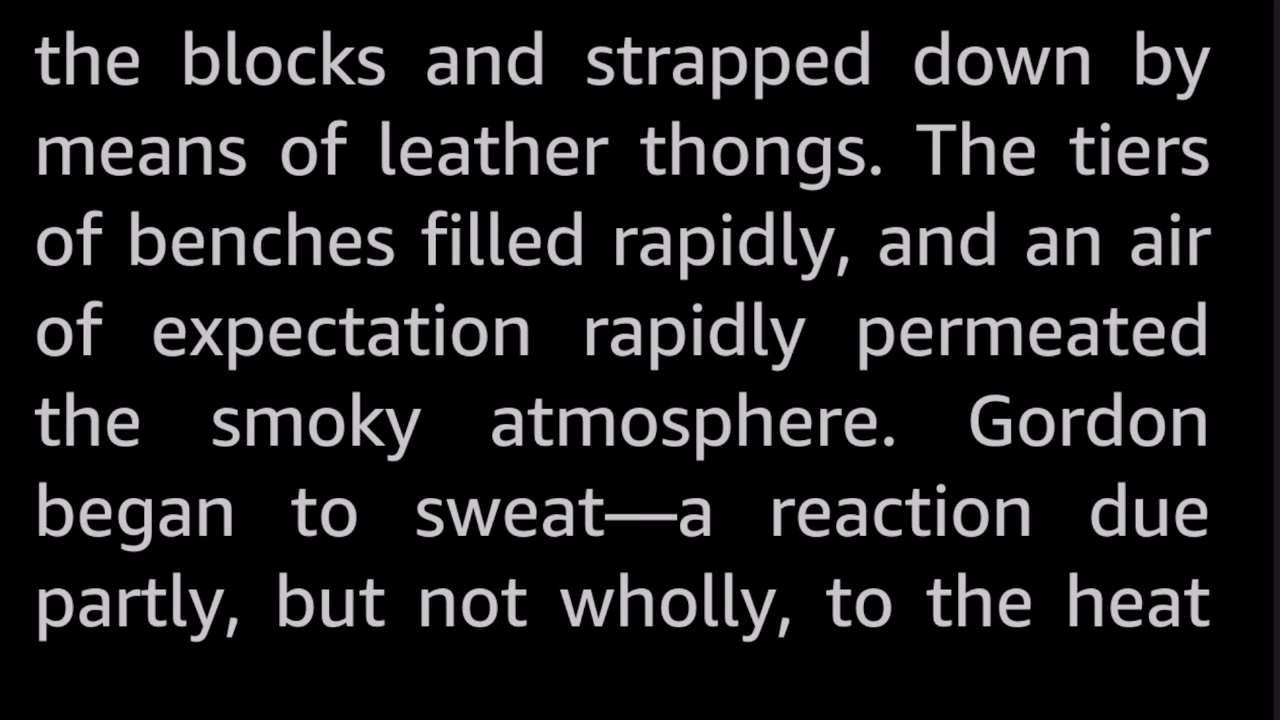 the blocks and strapped down by
means of leather thongs. The tiers
of benches filled rapidly, and an air
of expectation rapidly permeated
the smoky atmosphere. Gordon
began to sweat—a reaction due
partly, but not wholly, to the heat